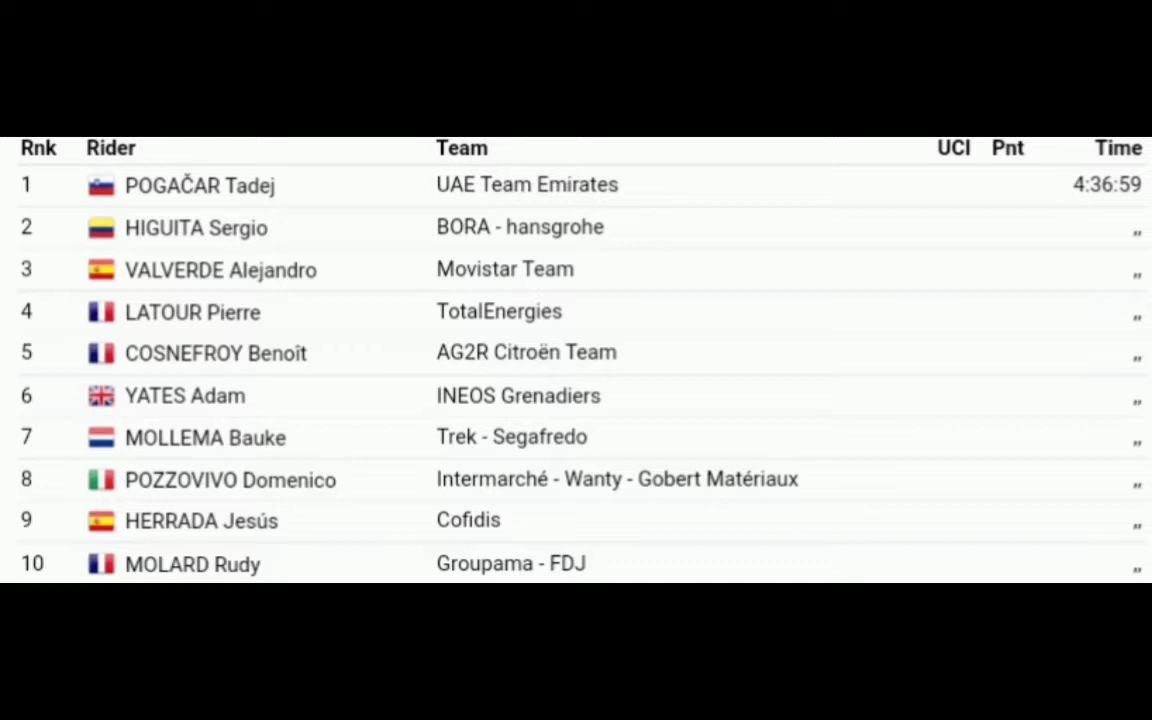 Rnk Rider Team UCI Pnt Time
1 POGAČAR Tadej UAE Team Emirates 4:36:59
2 HIGUITA Sergio BORA - hansgrohe ,,
3 VALVERDE Alejandro Movistar Team ,,
4 LATOUR Pierre TotalEnergies ,,
5 COSNEFROY Benoît AG2R Citroën Team ,,
6 YATES Adam INEOS Grenadiers ,,
7 MOLLEMA Bauke Trek - Segafredo ,,
8 POZZOVIVO Domenico Intermarché - Wanty - Gobert Matériaux ,,
9 HERRADA Jesús Cofidis ,,
10 MOLARD Rudy Groupama - FDJ ,,